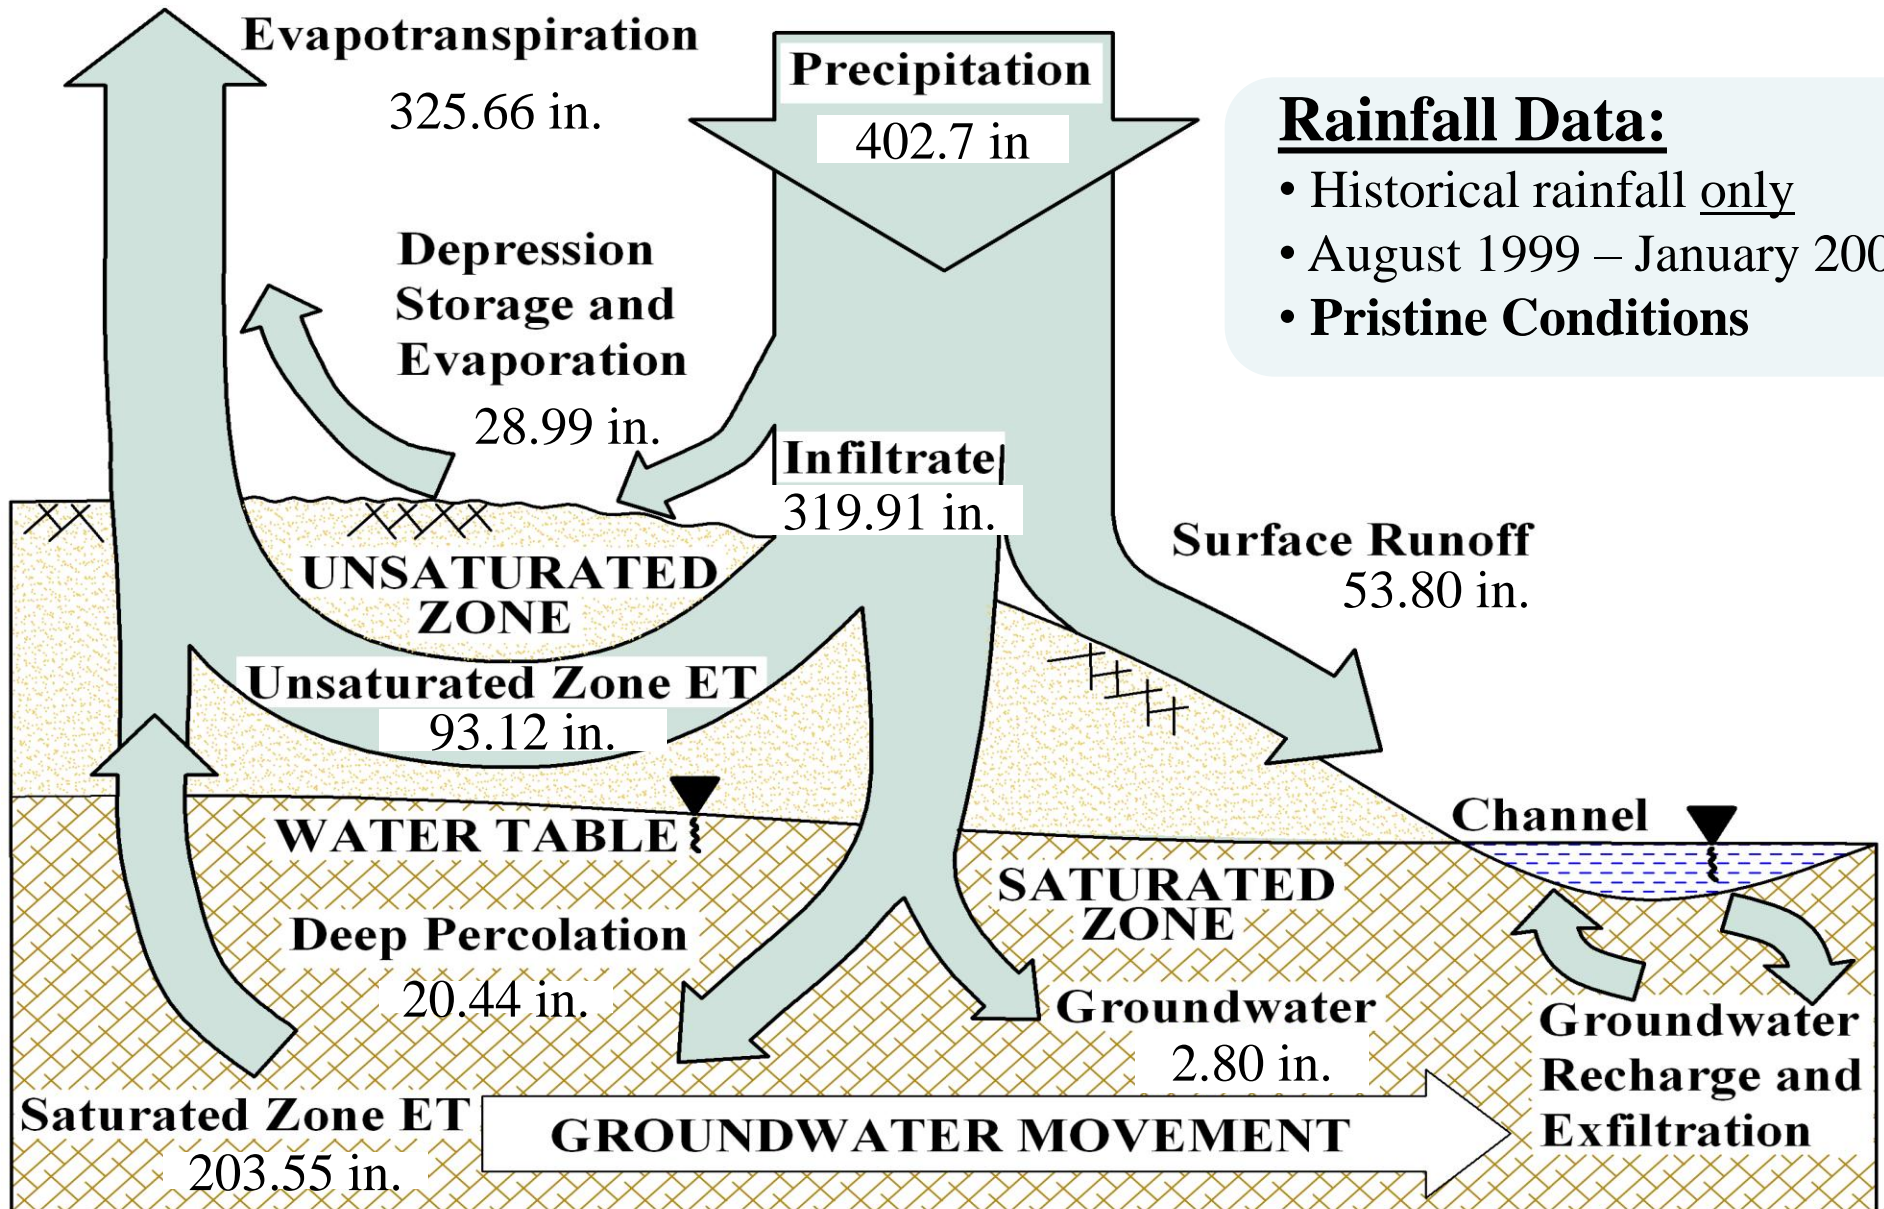 Evapotranspiration
325.66 in.
Precipitation
402.7 in
Rainfall Data:
• Historical rainfall only
• August 1999 – January 200
• Pristine Conditions
Depression
Storage and
Evaporation
28.99 in.
Infiltrate
319.91 in.
Surface Runoff
53.80 in.
UNSATURATED
ZONE
Unsaturated Zone ET
93.12 in.
WATER TABLE
Channel
SATURATED
ZONE
Deep Percolation
20.44 in.
Groundwater
2.80 in.
Groundwater
Recharge and
Exfiltration
Saturated Zone ET
203.55 in.
GROUNDWATER MOVEMENT